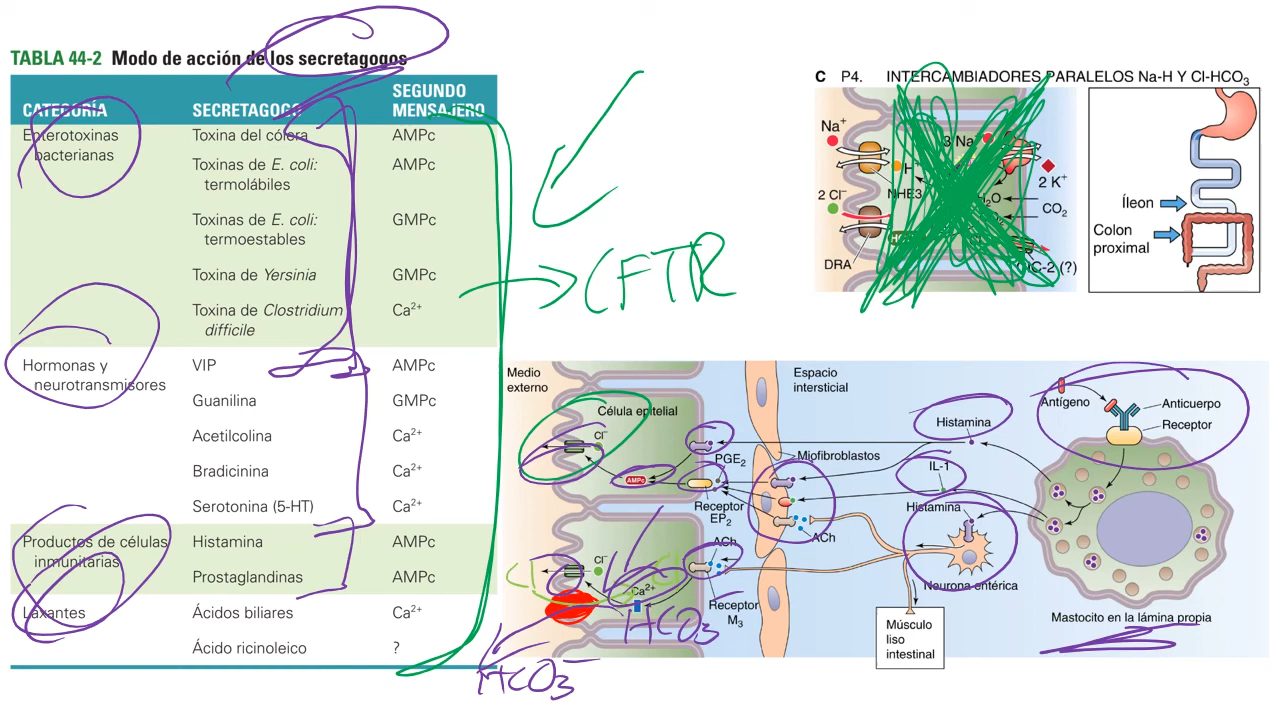 TABLA 44-2 Modo de acción de los secretagogos
CATEGORÍA SECRETAGOGO SEGUNDO MENSAJERO
Enterotoxinas bacterianas Toxina del cólera AMPc
Toxinas de E. coli: termolábiles AMPc
Toxinas de E. coli: termoestables GMPc
Toxina de Yersinia GMPc
Toxina de Clostridium difficile Ca2+
Hormonas y neurotransmisores VIP AMPc
Guanilina GMPc
Acetilcolina Ca2+
Bradicinina Ca2+
Serotonina (5-HT) Ca2+
Productos de células inmunitarias Histamina AMPc
Prostaglandinas AMPc
Laxantes Ácidos biliares Ca2+
Ácido ricinoleico ?
CFTR
C P4. INTERCAMBIADORES PARALELOS Na-H Y Cl-HCO3
Na+
3 Na
H
NHE3
2 K+
2 Cl−
H2O
CO2
DRA
ClC-2 (?)
Íleon
Colon
proximal
Medio
externo
Espacio
intersticial
Célula epitelial
Cl−
AMPc
PGE2
Receptor
EP2
Miofibroblastos
ACh
Histamina
IL-1
Histamina
Neurona entérica
Antígeno
Anticuerpo
Receptor
Mastocito en la lámina propia
Cl−
Ca2+
ACh
Receptor
M3
Músculo
liso
intestinal
Cl
HCO3−
HCO3−